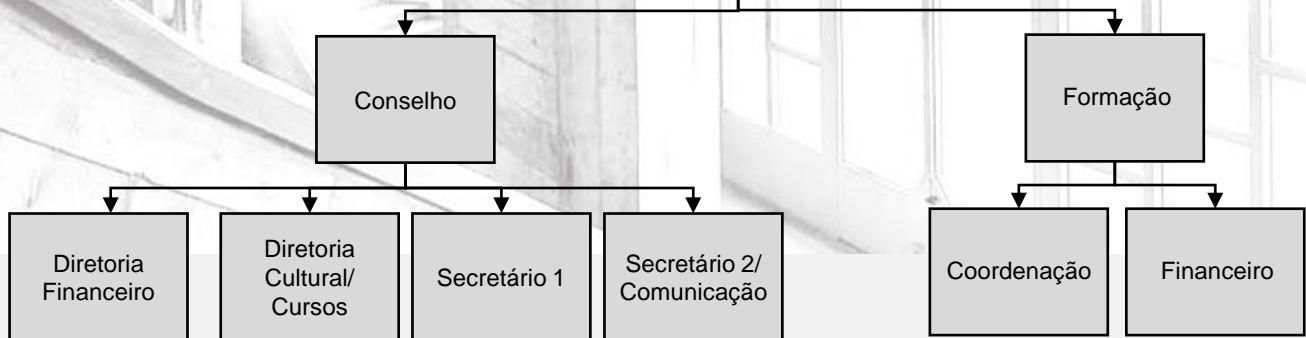 Conselho
Formação
Diretoria
Financeiro
Diretoria
Cultural/
Cursos
Secretário 1
Secretário 2/
Comunicação
Coordenação
Financeiro